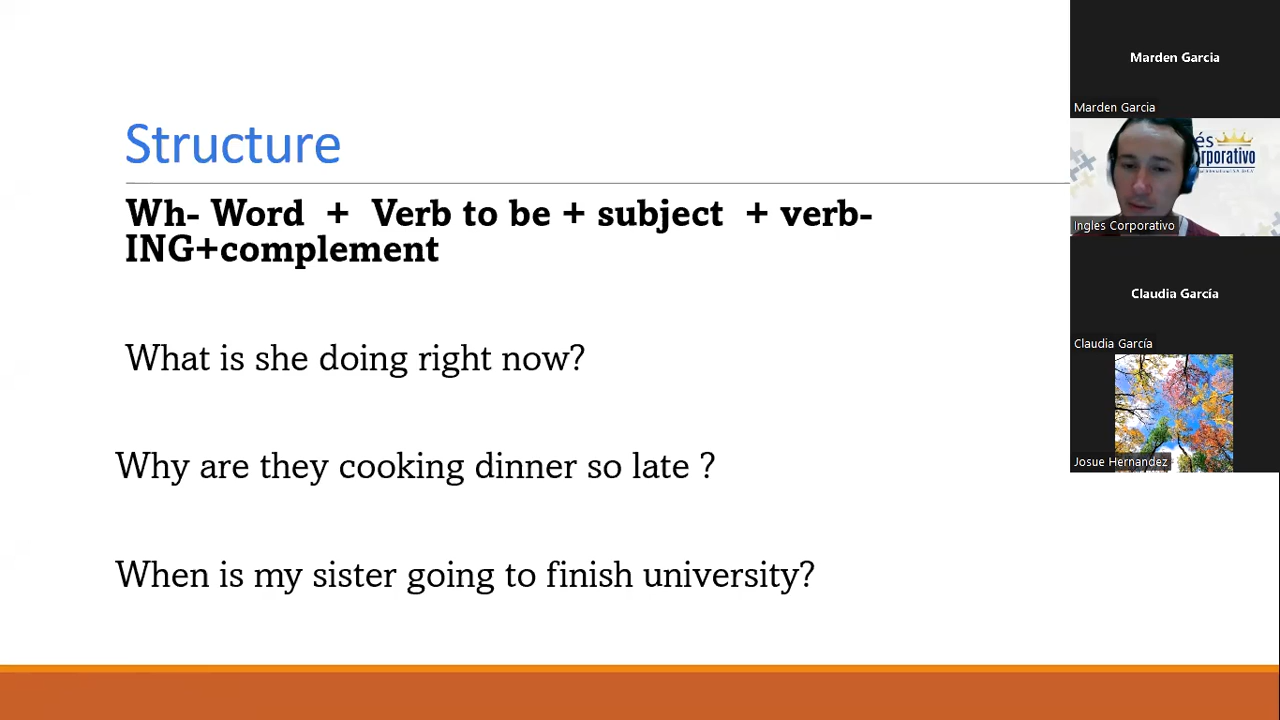 Structure
Wh- Word + Verb to be + subject + verb-
ING+complement
What is she doing right now?
Why are they cooking dinner so late ?
When is my sister going to finish university?
Marden Garcia
Marden Garcia
Ingles Corporativo
Claudia García
Claudia García
Josue Hernandez